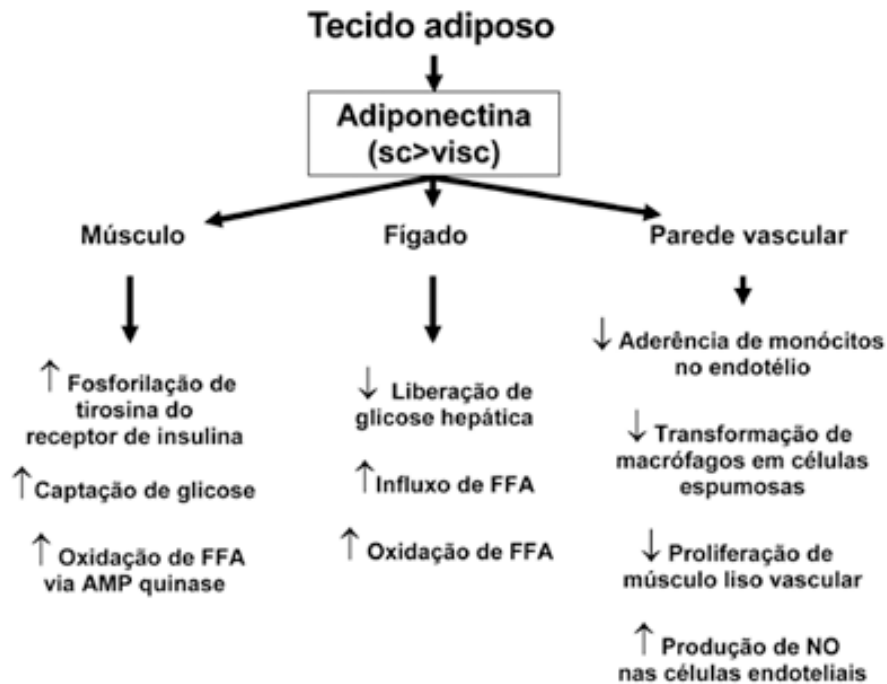 Tecido adiposo
Adiponectina
(sc>visc)
Músculo
Fígado
Parede vascular
↑ Fosforilação de
tirosina do
receptor de insulina
↑ Captação de glicose
↑ Oxidação de FFA
via AMP quinase
↓ Liberação de
glicose hepática
↑ Influxo de FFA
↑ Oxidação de FFA
↓ Aderência de monócitos
no endotélio
↓ Transformação de
macrófagos em células
espumosas
↓ Proliferação de
músculo liso vascular
↑ Produção de NO
nas células endoteliais